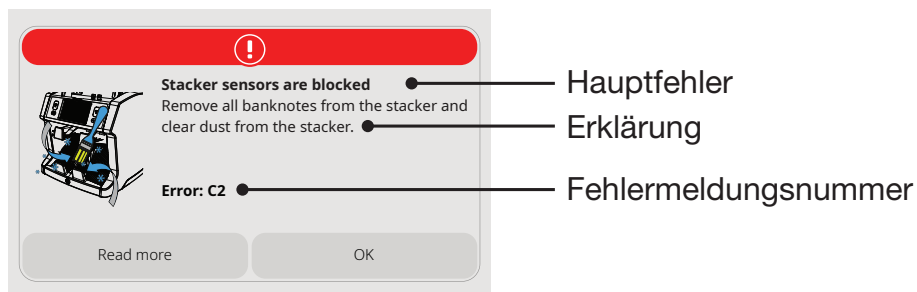 Stacker sensors are blocked
Remove all banknotes from the stacker and
clear dust from the stacker.
Error: C2
Read more
OK
Hauptfehler
Erklärung
Fehlermeldungsnummer